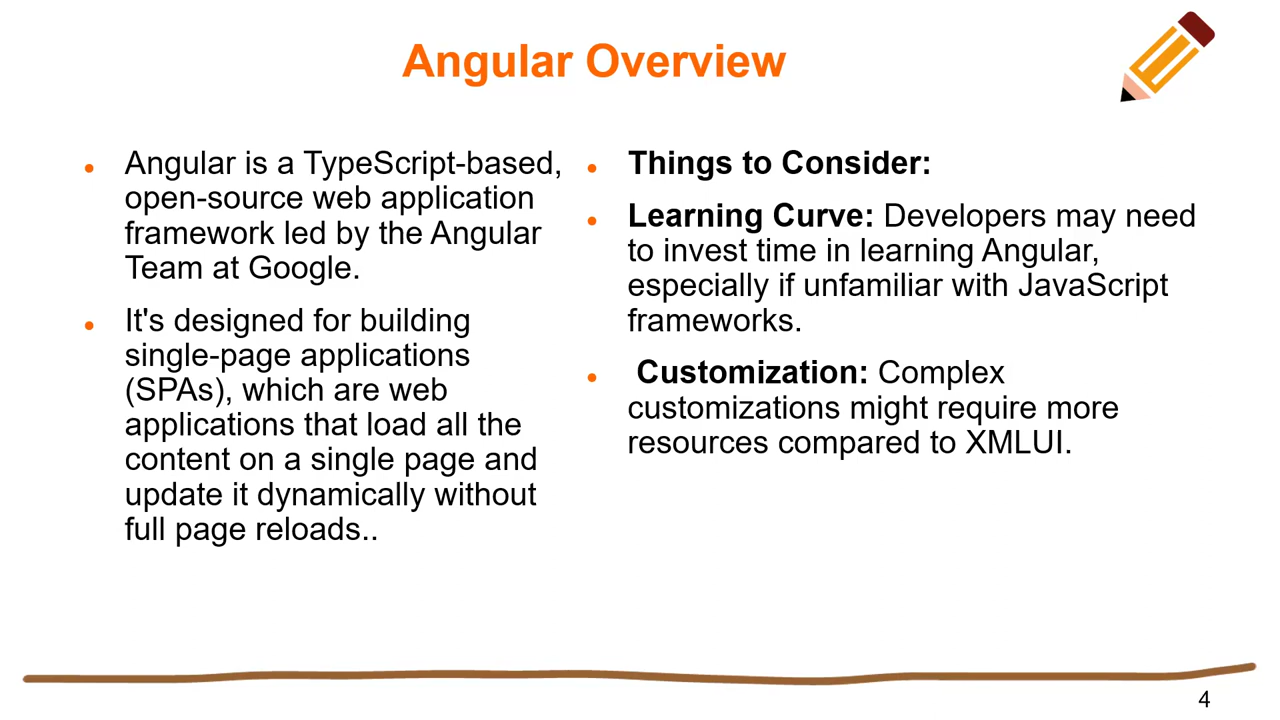 Angular Overview
Angular is a TypeScript-based,
open-source web application
framework led by the Angular
Team at Google.
It's designed for building
single-page applications
(SPAs), which are web
applications that load all the
content on a single page and
update it dynamically without
full page reloads..
Things to Consider:
Learning Curve: Developers may need
to invest time in learning Angular,
especially if unfamiliar with JavaScript
frameworks.
Customization: Complex
customizations might require more
resources compared to XMLUI.
4